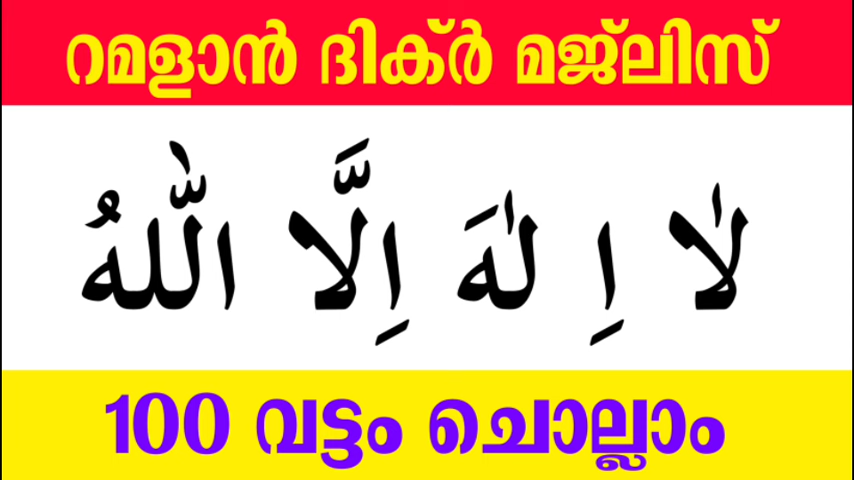 റമളാൻ ദിക്ർ മജ്ലിസ്
لٰا اِ لٰهَ اِلَّا اللّٰهُ
100 വട്ടം ചൊല്ലാം